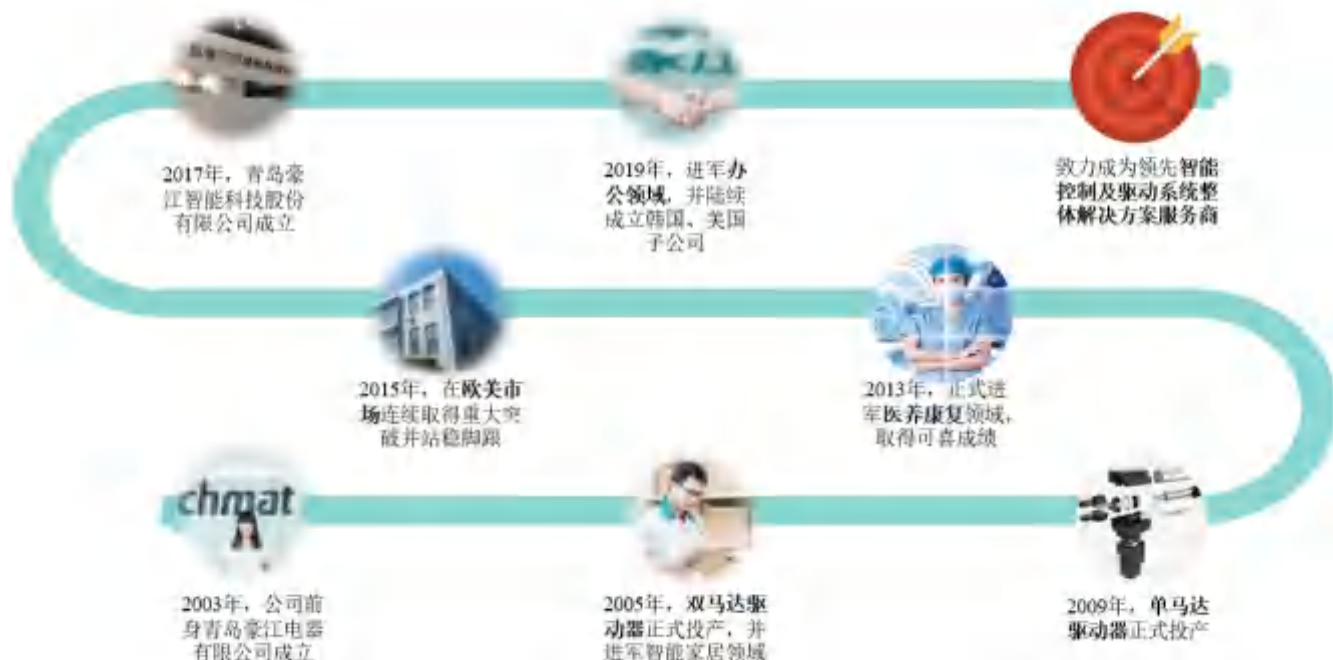 2017年，青岛豪
江智能科技股份
有限公司成立
2019年，进军办
公领域，并陆续
成立韩国、美国
子公司
致力成为领先智能
控制及驱动系统整
体解决方案服务商
2015年，在欧美市
场连续取得重大突
破并站稳脚跟
2013年，正式进
军医养康复领域，
取得可喜成绩
chmat
2003年，公司前
身青岛豪江电器
有限公司成立
2005年，双马达驱
动器正式投产，并
进军智能家居领域
2009年，单马达
驱动器正式投产